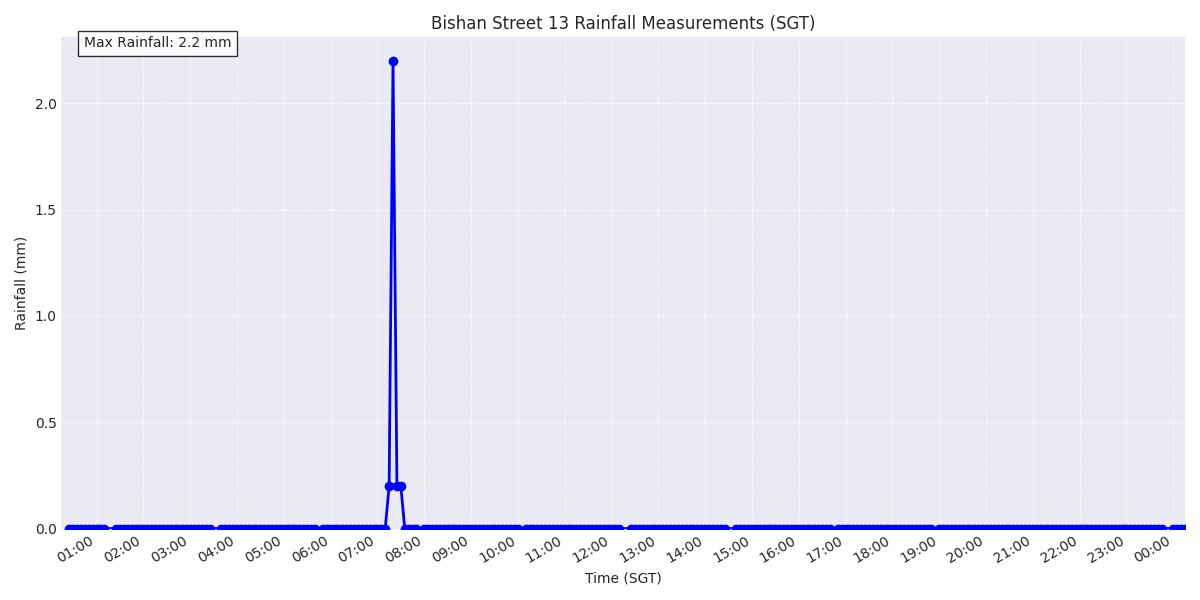 Bishan Street 13 Rainfall Measurements (SGT)
Max Rainfall: 2.2 mm
Rainfall (mm)
2.0
1.5
1.0
0.5
0.0
01:00 02:00 03:00 04:00 05:00 06:00 07:00 08:00 09:00 10:00 11:00 12:00 13:00 14:00 15:00 16:00 17:00 18:00 19:00 20:00 21:00 22:00 23:00 00:00
Time (SGT)